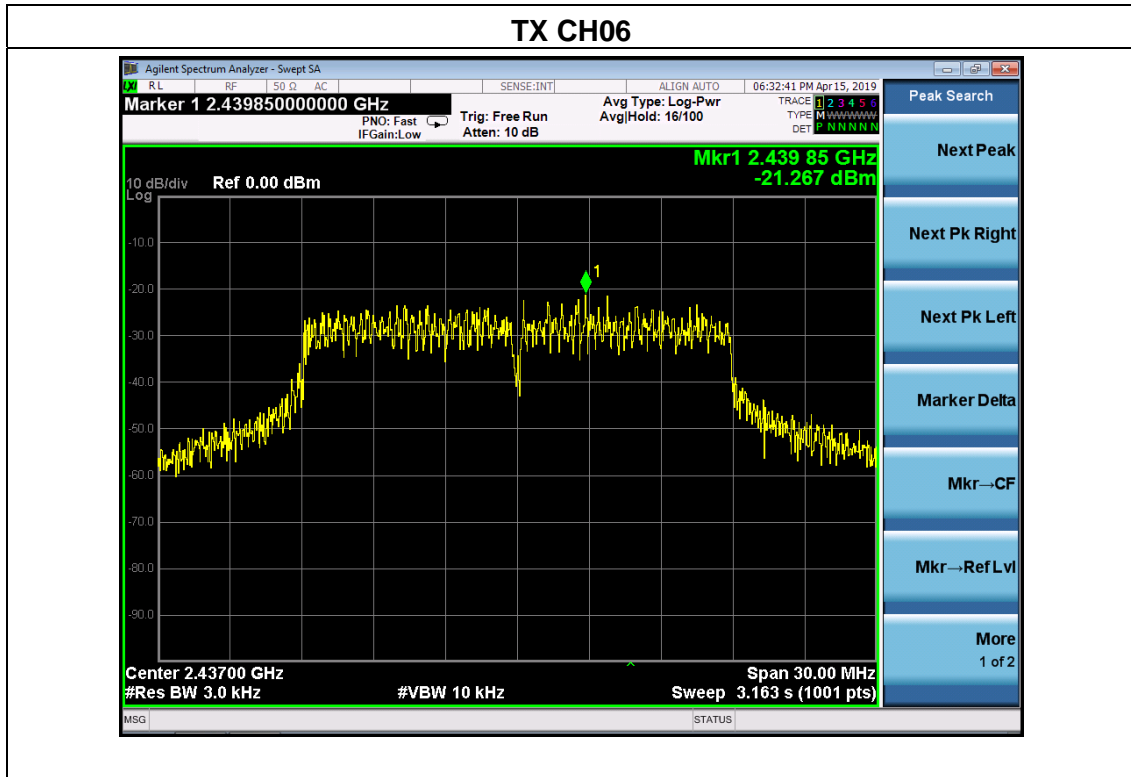 TX CH06
Agilent Spectrum Analyzer - Swept SA
LXI RL RF 50 Ω AC SENSE:INT ALIGN AUTO 06:32:41 PM Apr 15, 2019
Marker 1 2.439850000000 GHz
PNO: Fast
IFGain:Low
Trig: Free Run
Atten: 10 dB
Avg Type: Log-Pwr
Avg|Hold: 16/100
TRACE 1 2 3 4 5 6
TYPE M WWWWW
DET P N N N N N
Peak Search
Mkr1 2.439 85 GHz
-21.267 dBm
10 dB/div
Log
Ref 0.00 dBm
1
-10.0
-20.0
-30.0
-40.0
-50.0
-60.0
-70.0
-80.0
-90.0
Center 2.43700 GHz
Span 30.00 MHz
#Res BW 3.0 kHz
#VBW 10 kHz
Sweep 3.163 s (1001 pts)
Next Peak
Next Pk Right
Next Pk Left
Marker Delta
Mkr→CF
Mkr→Ref Lvl
More
1 of 2
MSG
STATUS